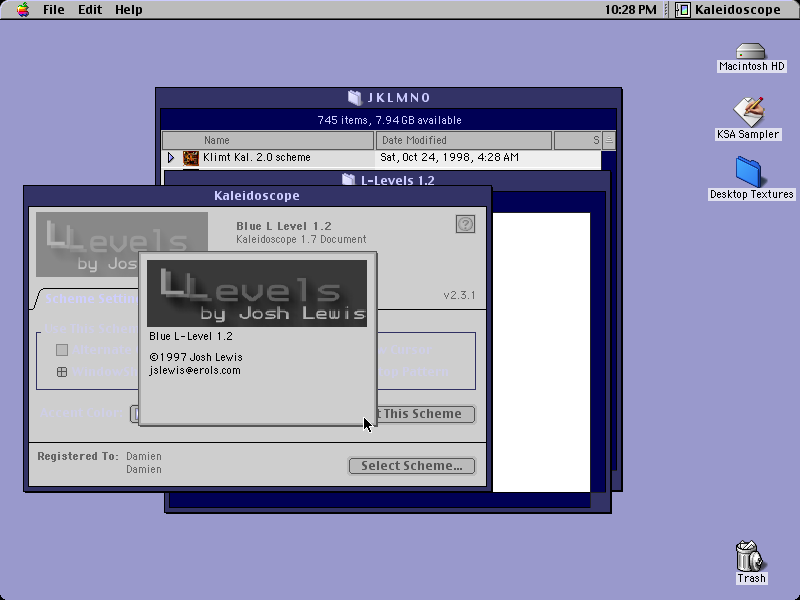 File Edit Help
10:28 PM Kaleidoscope
Macintosh HD
KSA Sampler
Desktop Textures
Trash
JKLMNO
745 items, 7.94 GB available
Name Date Modified S
Klimt Kal. 2.0 scheme Sat, Oct 24, 1998, 4:28 AM
L-Levels 1.2
Kaleidoscope
LLevels
by Jos
Blue L Level 1.2
Kaleidoscope 1.7 Document
v2.3.1
Scheme Settin
LLevels
by Josh Lewis
Blue L-Level 1.2
©1997 Josh Lewis
jslewis@erols.com
This Scheme
Registered To: Damien
Damien
Select Scheme...